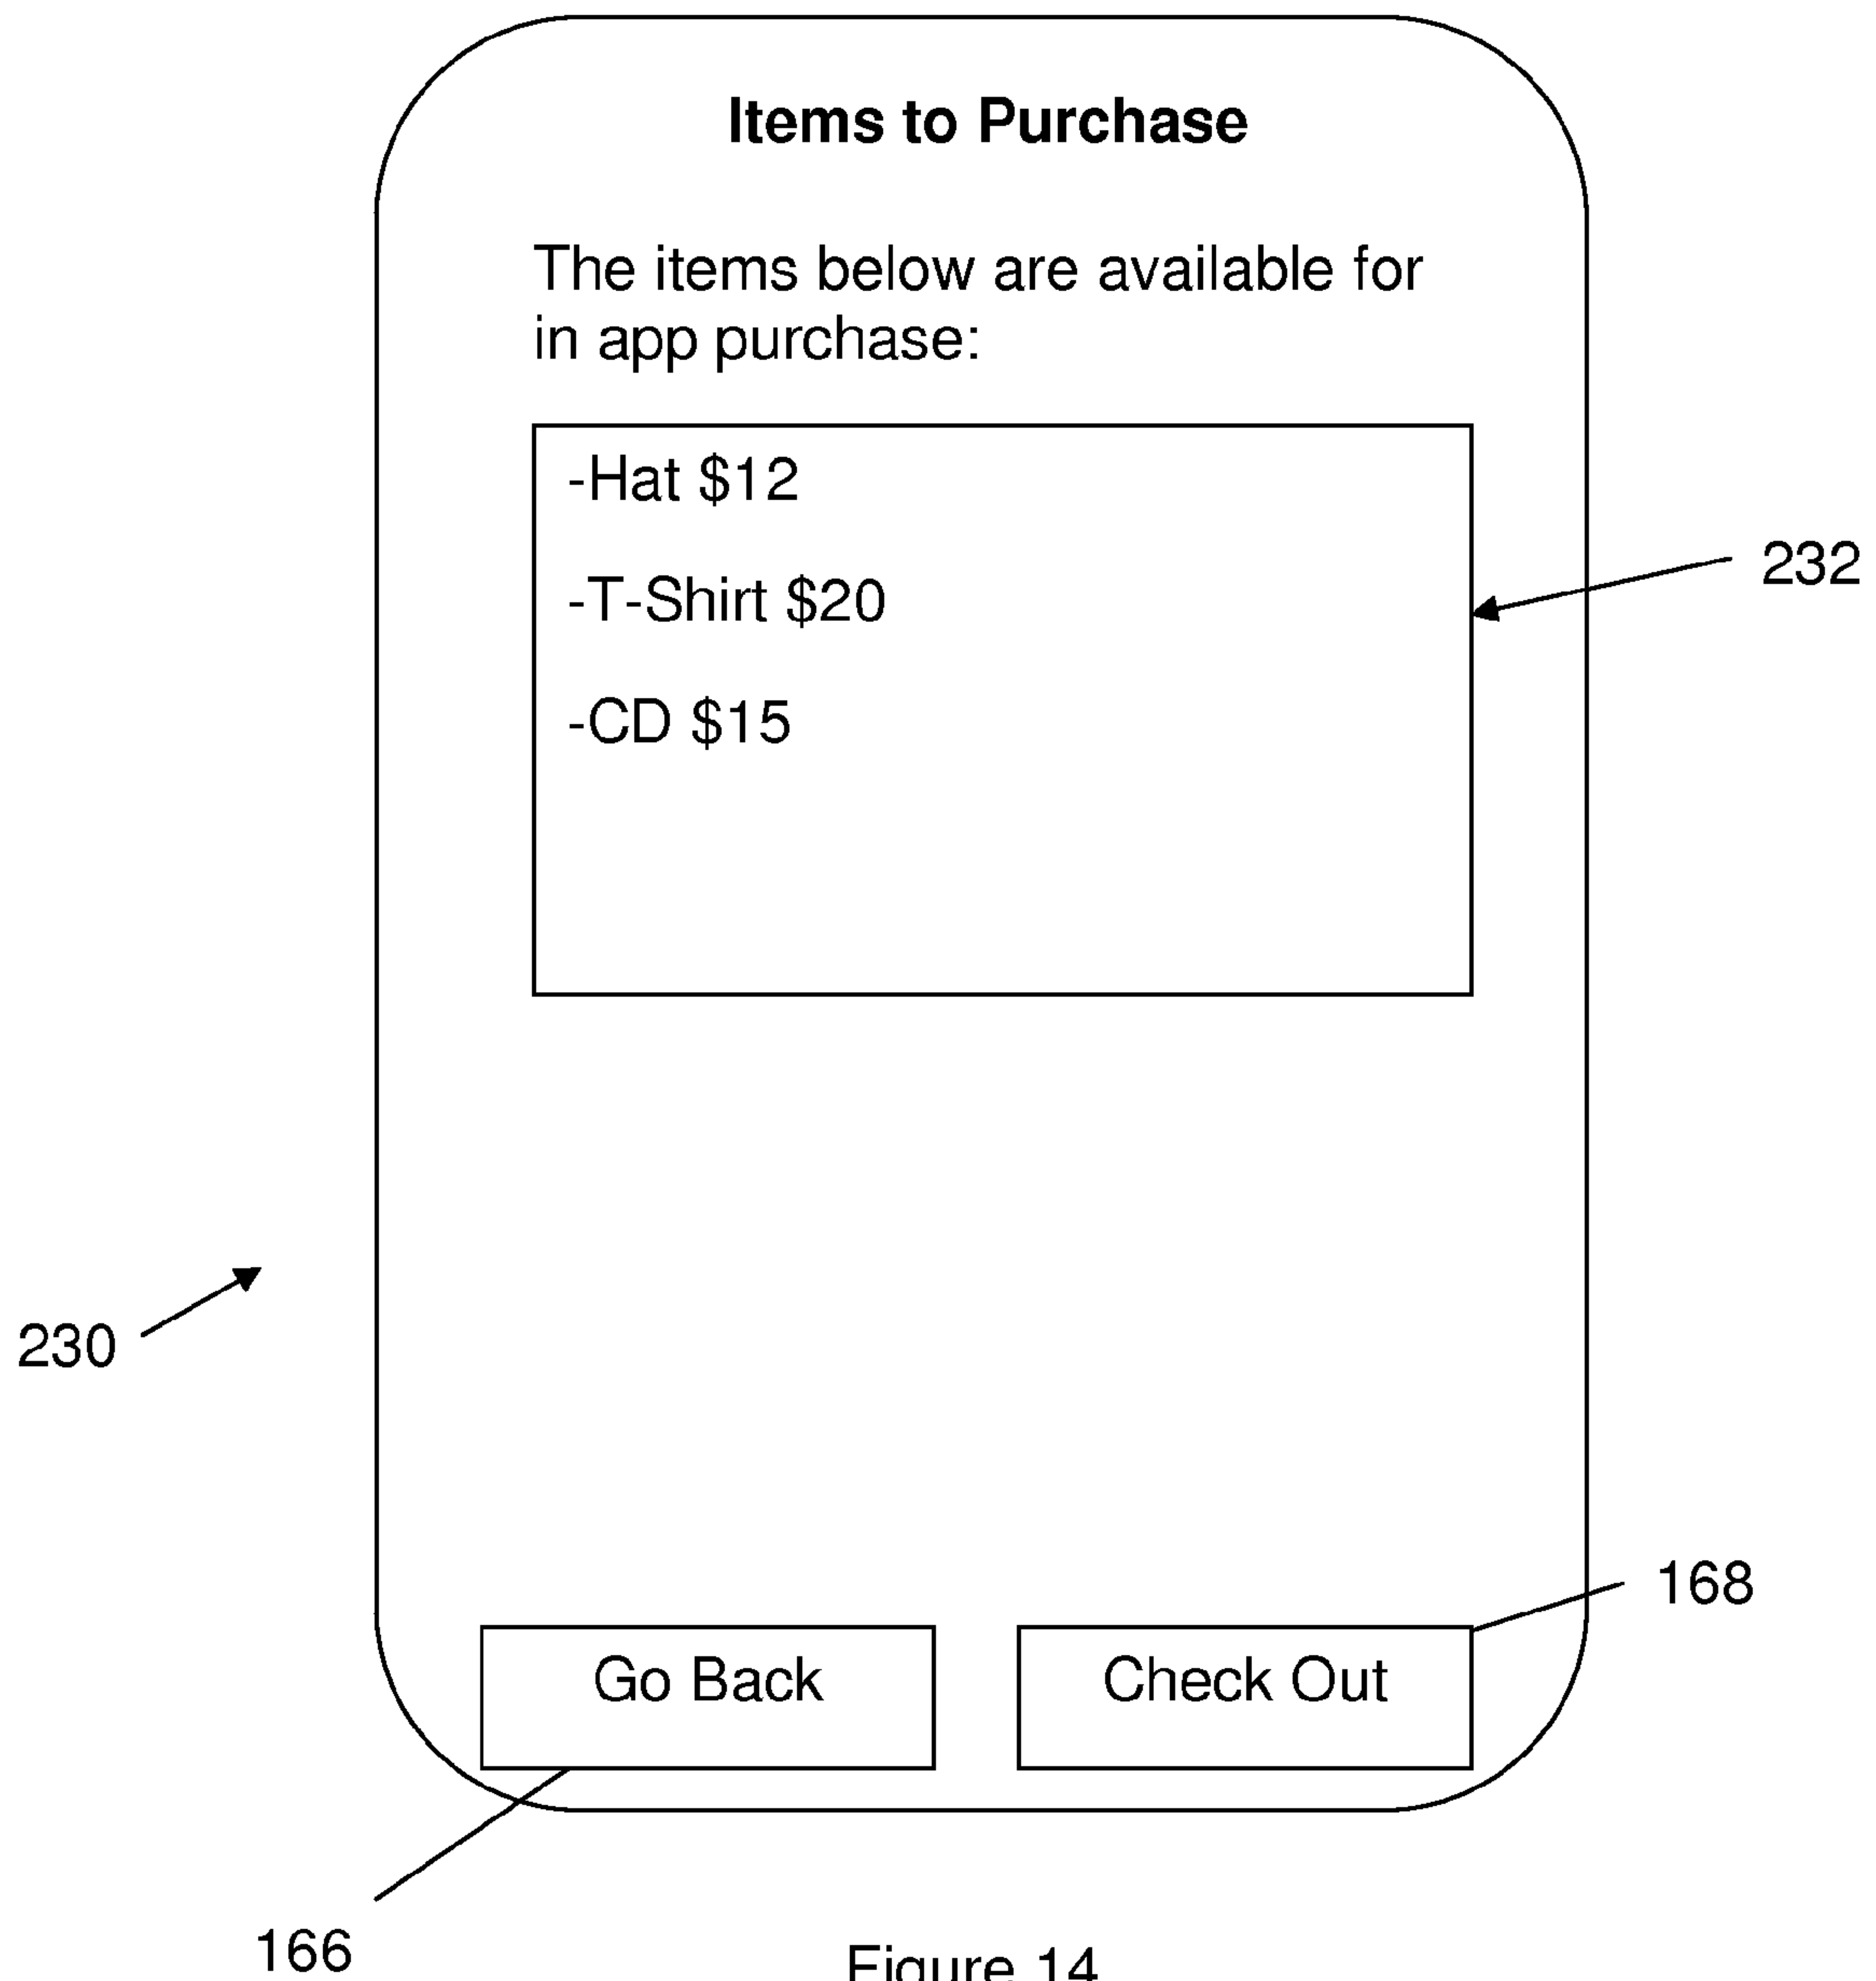 Items to Purchase
The items below are available for
in app purchase:
-Hat $12
-T-Shirt $20
-CD $15
232
230
168
Go Back
Check Out
166
Figure 14